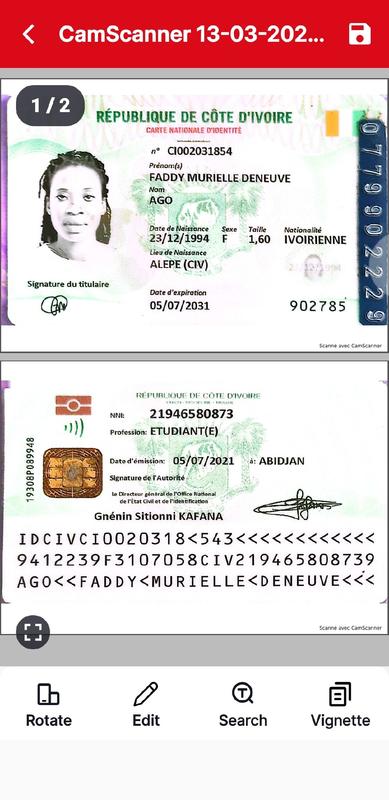 CamScanner 13-03-202...
1 / 2
RÉPUBLIQUE DE CÔTE D'IVOIRE
CARTE NATIONALE D'IDENTITÉ
n° CI002031854
Prénom(s)
FADDY MURIELLE DENEUVE
Nom
AGO
Date de Naissance Sexe Taille Nationalité
23/12/1994 F 1,60 IVOIRIENNE
Lieu de Naissance
ALEPE (CIV)
23/12/1994
Signature du titulaire
Date d'expiration
05/07/2031
902785
0779902229
Scanné avec CamScanner
RÉPUBLIQUE DE CÔTE D'IVOIRE
NNI: 21946580873
Profession: ETUDIANT(E)
Date d'émission: 05/07/2021 à: ABIDJAN
Signature de l'Autorité
le Directeur général de l'Office National
de l'État Civil et de l'Identification
Gnénin Sitionni KAFANA
19308P089948
IDCIVCI0020318<543<<<<<<<<<<<<
9412239F3107058CIV219465808739
AGO<<FADDY<MURIELLE<DENEUVE<<<
Scanné avec CamScanner
Rotate Edit Search Vignette